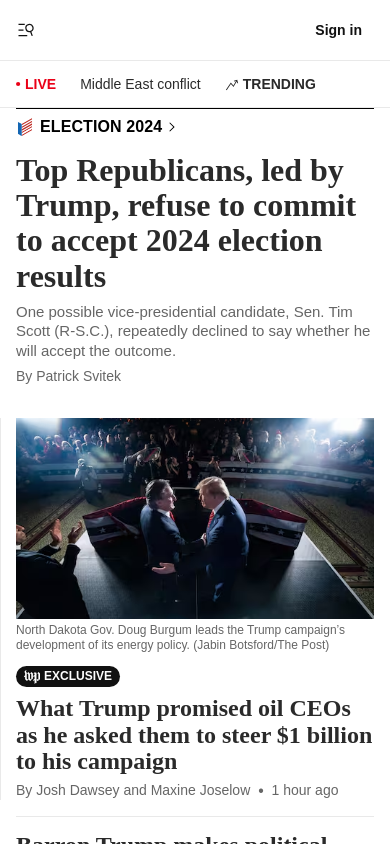 Sign in
LIVE Middle East conflict TRENDING
ELECTION 2024
Top Republicans, led by
Trump, refuse to commit
to accept 2024 election
results
One possible vice-presidential candidate, Sen. Tim
Scott (R-S.C.), repeatedly declined to say whether he
will accept the outcome.
By Patrick Svitek
North Dakota Gov. Doug Burgum leads the Trump campaign’s
development of its energy policy. (Jabin Botsford/The Post)
wp EXCLUSIVE
What Trump promised oil CEOs
as he asked them to steer $1 billion
to his campaign
By Josh Dawsey and Maxine Joselow • 1 hour ago
Barron Trump makes political